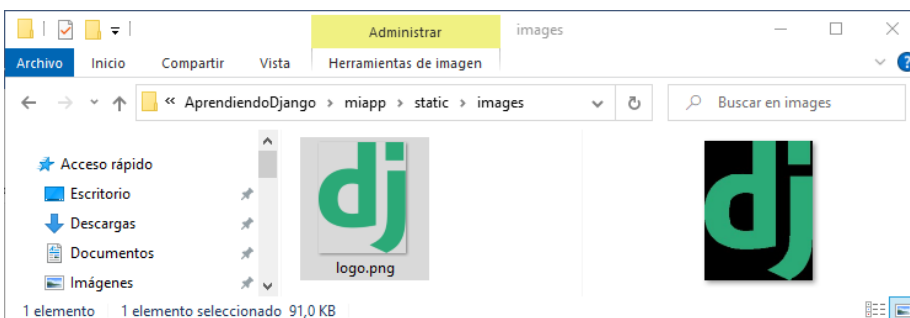 Administrar images
Archivo Inicio Compartir Vista Herramientas de imagen ?
« AprendiendoDjango › miapp › static › images Buscar en images
Acceso rápido
Escritorio
Descargas
Documentos
Imágenes
dj
logo.png
dj
1 elemento 1 elemento seleccionado 91,0 KB